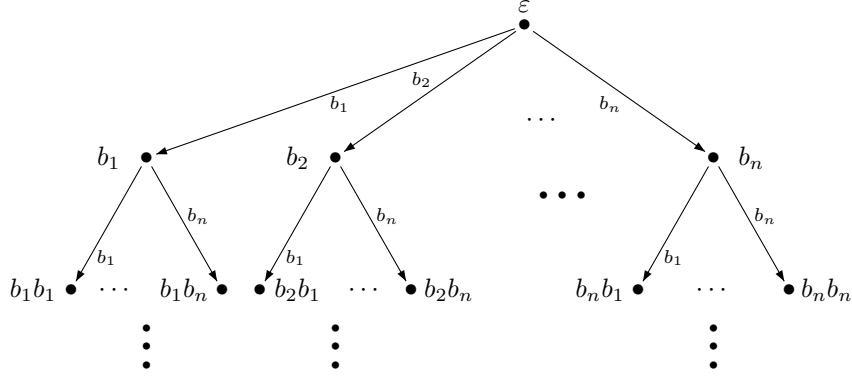 ε
b₂
b₁ bₙ
...
b₁ b₂ bₙ
bₙ bₙ bₙ
b₁ b₁ b₁
b₁b₁ ... b₁bₙ b₂b₁ ... b₂bₙ bₙb₁ ... bₙbₙ